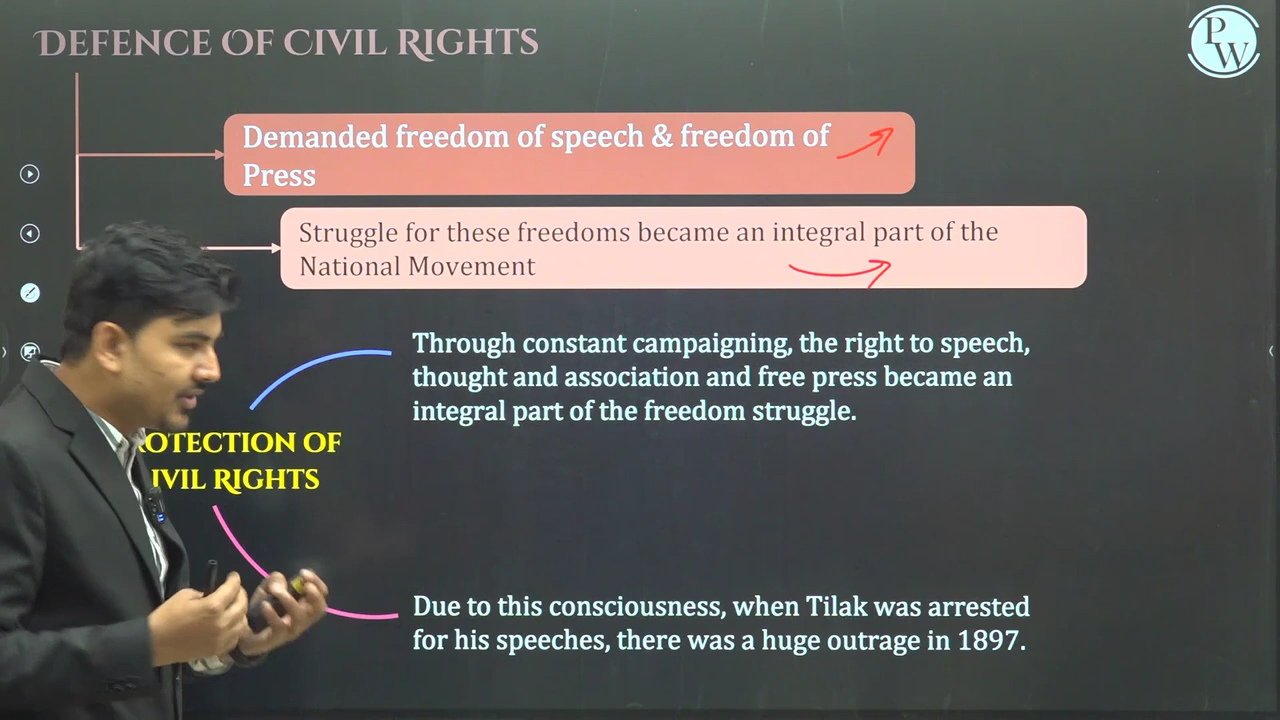 DEFENCE OF CIVIL RIGHTS
PW
Demanded freedom of speech & freedom of
Press
Struggle for these freedoms became an integral part of the
National Movement
Through constant campaigning, the right to speech,
thought and association and free press became an
integral part of the freedom struggle.
OTECTION OF
IVIL RIGHTS
Due to this consciousness, when Tilak was arrested
for his speeches, there was a huge outrage in 1897.